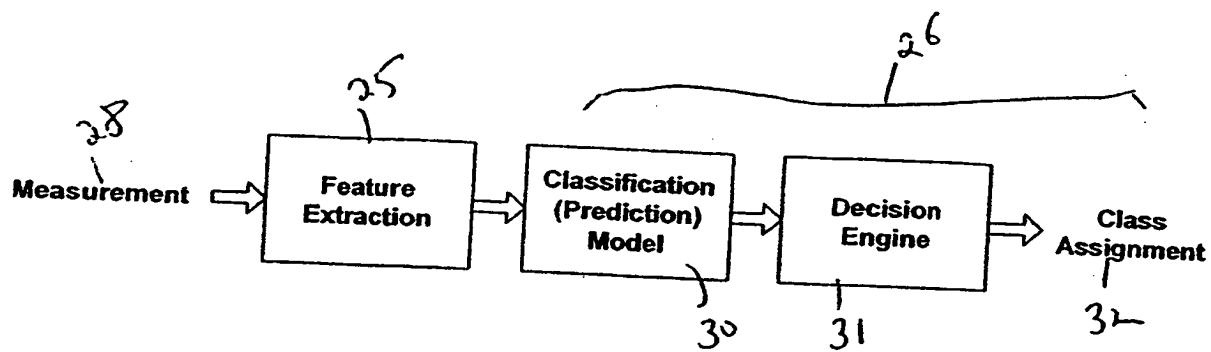 26
25
28
Measurement
Feature
Extraction
Classification
(Prediction)
Model
Decision
Engine
Class
Assignment
30
31
32